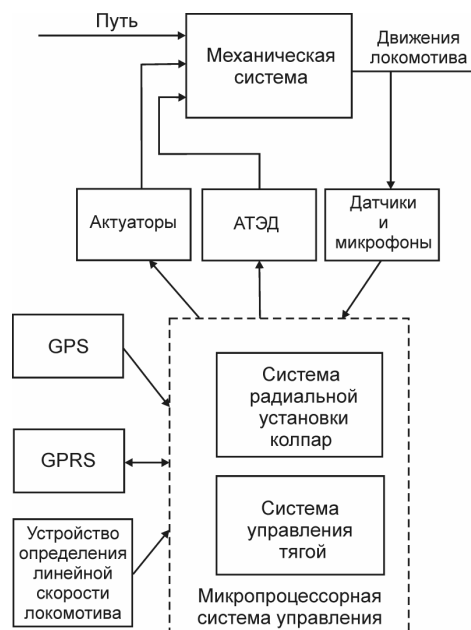 Путь
Механическая
система
Движения
локомотива
Актуаторы
АТЭД
Датчики
и
микрофоны
GPS
GPRS
Устройство
определения
линейной
скорости
локомотива
Система
радиальной
установки
колпар
Система
управления
тягой
Микропроцессорная
система управления